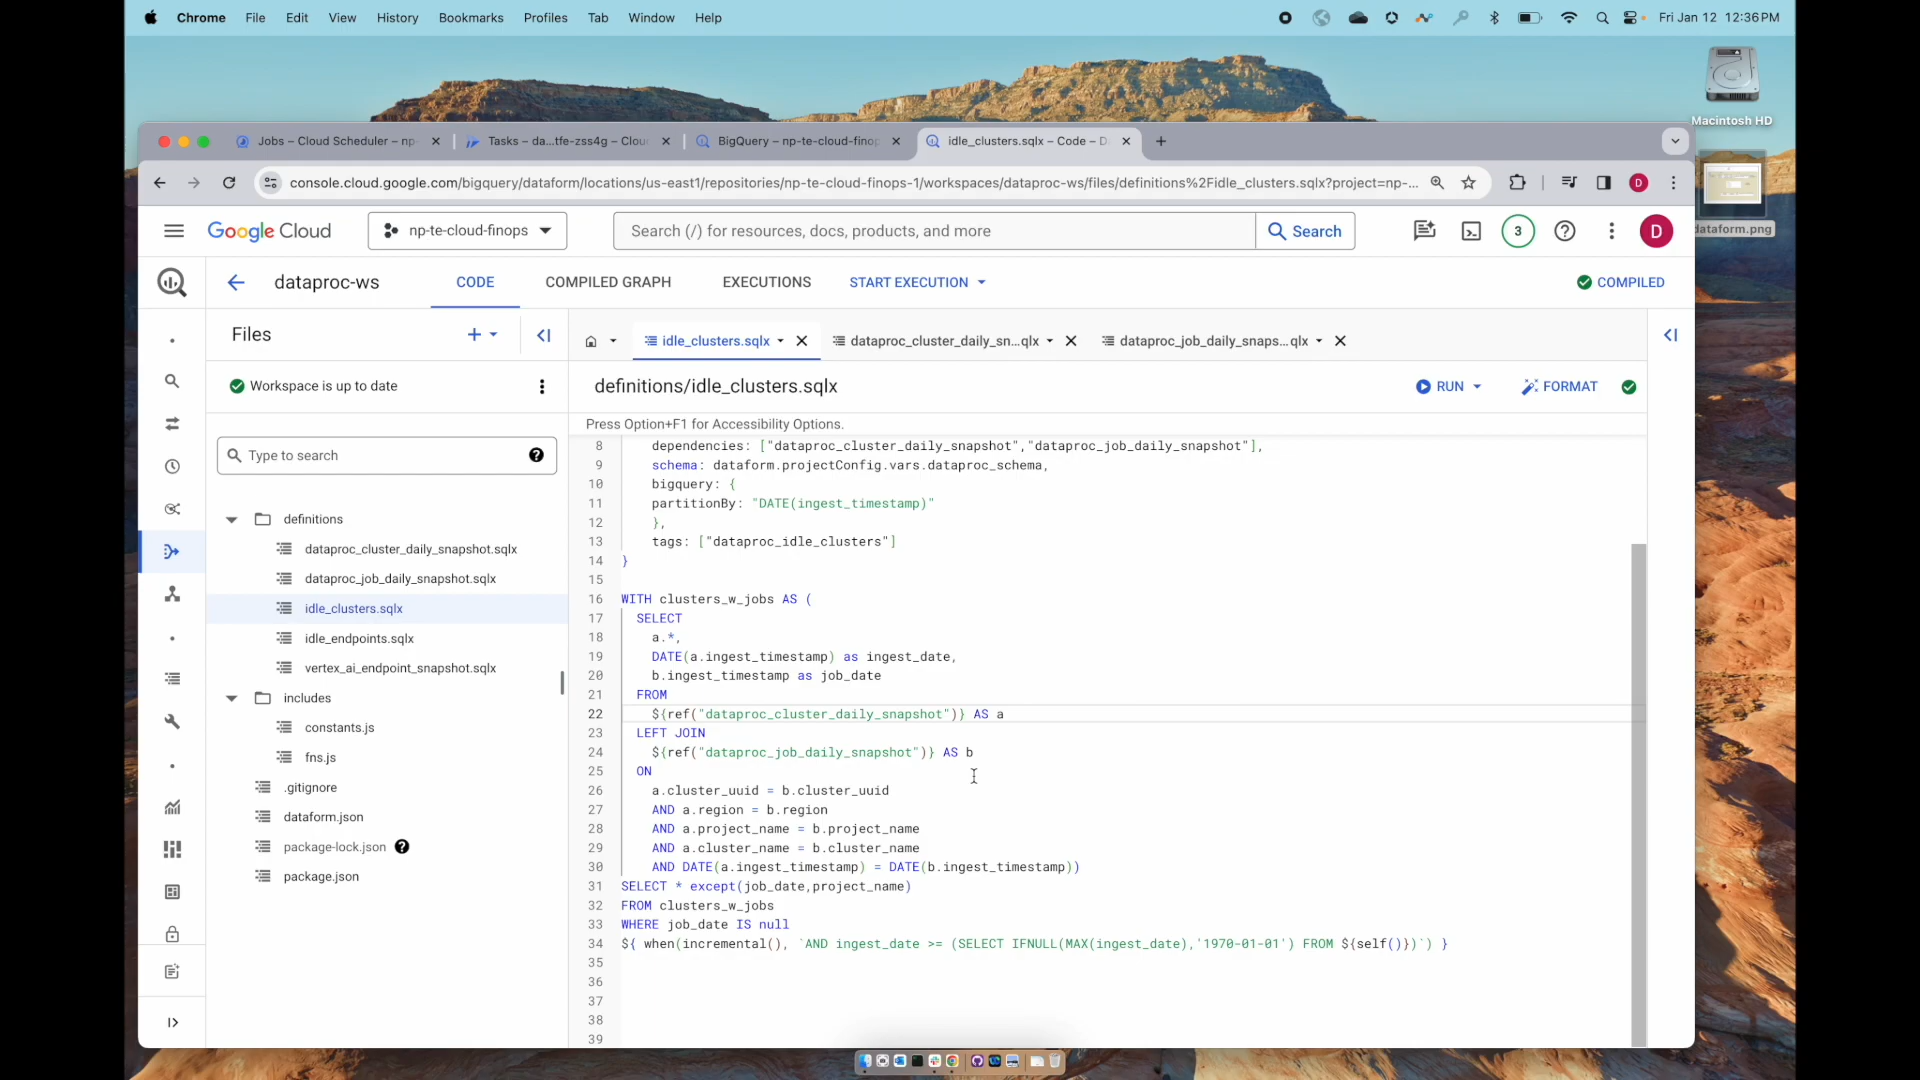 Chrome File Edit View History Bookmarks Profiles Tab Window Help Fri Jan 12 12:36 PM
Macintosh HD
dataform.png
Jobs – Cloud Scheduler – np- Tasks – da...tfe-zss4g – Clou BigQuery – np-te-cloud-finop idle_clusters.sqlx – Code – D
console.cloud.google.com/bigquery/dataform/locations/us-east1/repositories/np-te-cloud-finops-1/workspaces/dataproc-ws/files/definitions%2Fidle_clusters.sqlx?project=np-... D
Google Cloud np-te-cloud-finops Search (/) for resources, docs, products, and more Search 3 D
dataproc-ws CODE COMPILED GRAPH EXECUTIONS START EXECUTION COMPILED
Files
idle_clusters.sqlx dataproc_cluster_daily_sn...qlx dataproc_job_daily_snaps...qlx
Workspace is up to date
definitions/idle_clusters.sqlx RUN FORMAT
Press Option+F1 for Accessibility Options.
Type to search
definitions
dataproc_cluster_daily_snapshot.sqlx
dataproc_job_daily_snapshot.sqlx
idle_clusters.sqlx
idle_endpoints.sqlx
vertex_ai_endpoint_snapshot.sqlx
includes
constants.js
fns.js
.gitignore
dataform.json
package-lock.json
package.json
8 dependencies: ["dataproc_cluster_daily_snapshot","dataproc_job_daily_snapshot"],
9 schema: dataform.projectConfig.vars.dataproc_schema,
10 bigquery: {
11 partitionBy: "DATE(ingest_timestamp)"
12 },
13 tags: ["dataproc_idle_clusters"]
14 }
15
16 WITH clusters_w_jobs AS (
17 SELECT
18 a.*,
19 DATE(a.ingest_timestamp) as ingest_date,
20 b.ingest_timestamp as job_date
21 FROM
22 ${ref("dataproc_cluster_daily_snapshot")} AS a
23 LEFT JOIN
24 ${ref("dataproc_job_daily_snapshot")} AS b
25 ON
26 a.cluster_uuid = b.cluster_uuid
27 AND a.region = b.region
28 AND a.project_name = b.project_name
29 AND a.cluster_name = b.cluster_name
30 AND DATE(a.ingest_timestamp) = DATE(b.ingest_timestamp))
31 SELECT * except(job_date,project_name)
32 FROM clusters_w_jobs
33 WHERE job_date IS null
34 ${ when(incremental(), `AND ingest_date >= (SELECT IFNULL(MAX(ingest_date),'1970-01-01') FROM ${self()})`) }
35
36
37
38
39